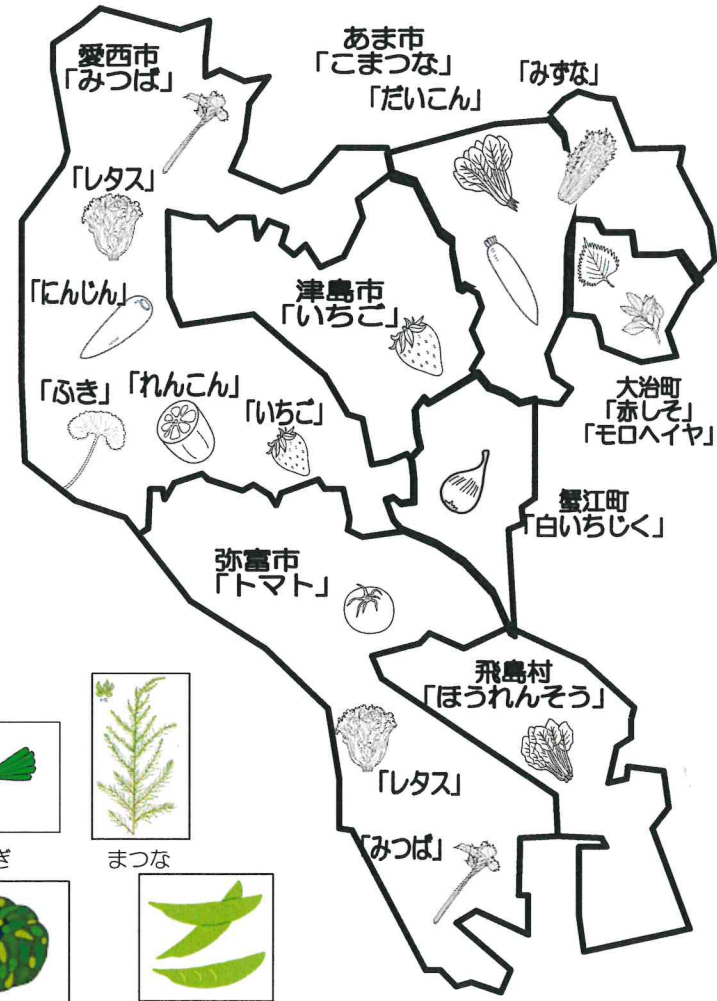 愛西市
「みつば」
あま市
「こまつな」
「だいこん」
「みずな」
「レタス」
「にんじん」
津島市
「いちご」
「ふき」
「れんこん」
「いちご」
大治町
「赤しそ」
「モロヘイヤ」
蟹江町
「白いちじく」
弥富市
「トマト」
飛島村
「ほうれんそう」
「レタス」
「みつば」
ぎ
まつな